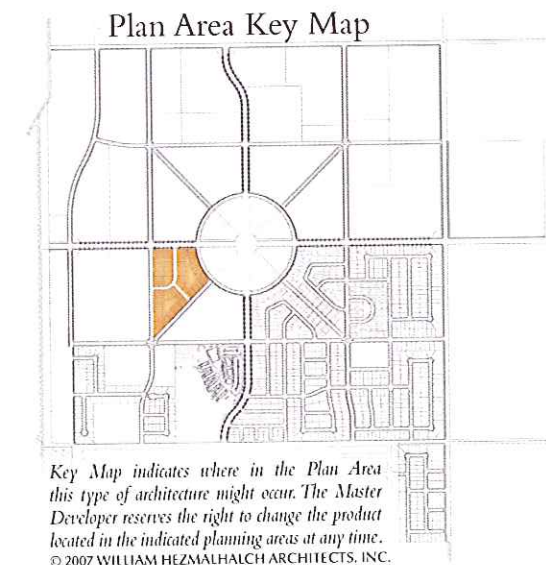 Plan Area Key Map
Key Map indicates where in the Plan Area
this type of architecture might occur. The Master
Developer reserves the right to change the product
located in the indicated planning areas at any time.
© 2007 WILLIAM HEZMALHALCH ARCHITECTS, INC.